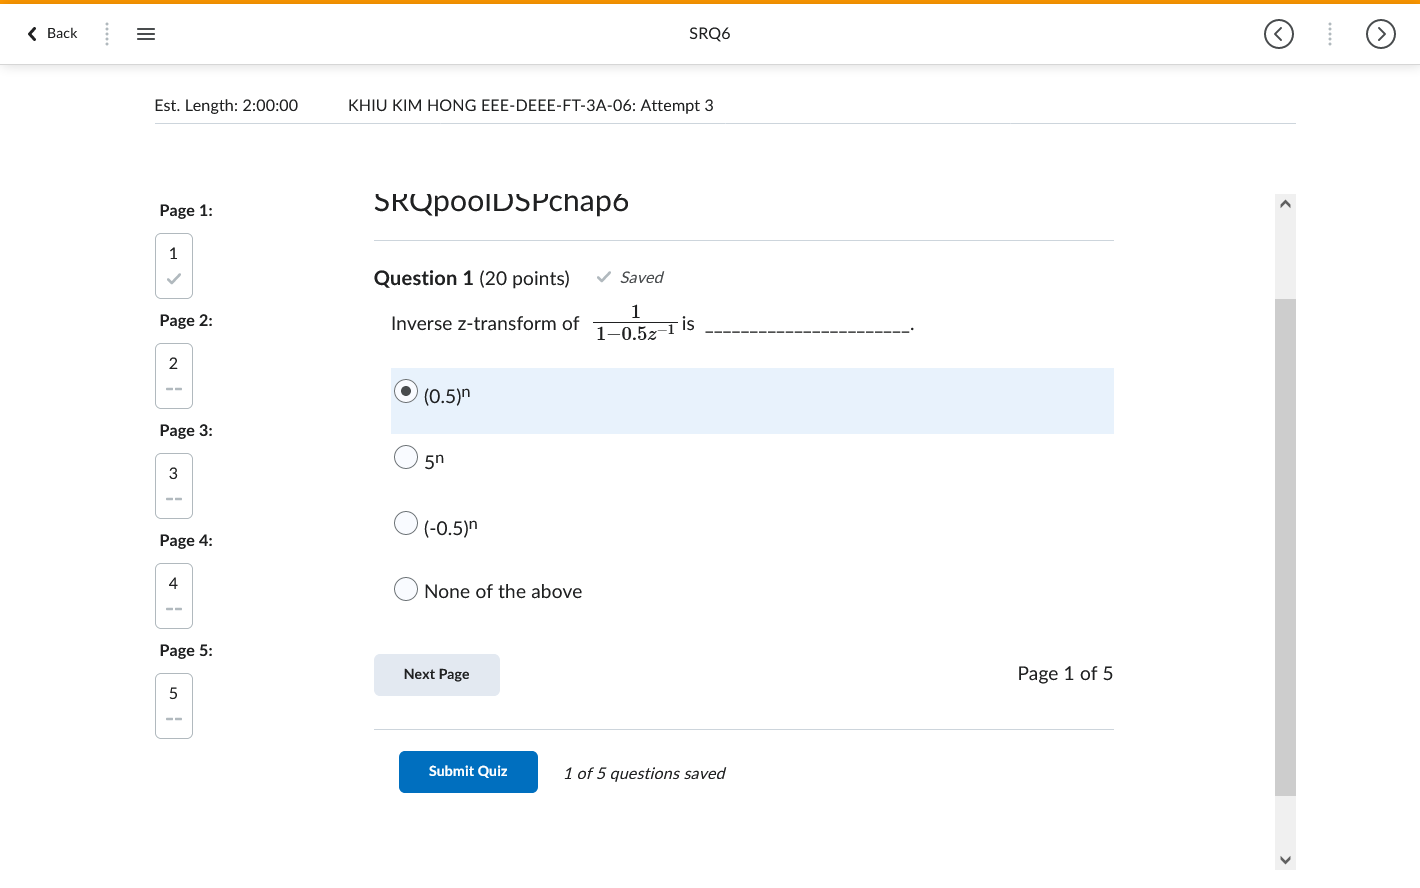 Back
SRQ6
Est. Length: 2:00:00 KHIU KIM HONG EEE-DEEE-FT-3A-06: Attempt 3
Page 1:
1
Page 2:
2
--
Page 3:
3
--
Page 4:
4
--
Page 5:
5
--
SRQpoolDSPchap6
Question 1 (20 points) Saved
Inverse z-transform of \frac{1}{1-0.5z^{-1}} is _______________________.
(0.5)ⁿ
5ⁿ
(-0.5)ⁿ
None of the above
Next Page
Page 1 of 5
Submit Quiz
1 of 5 questions saved